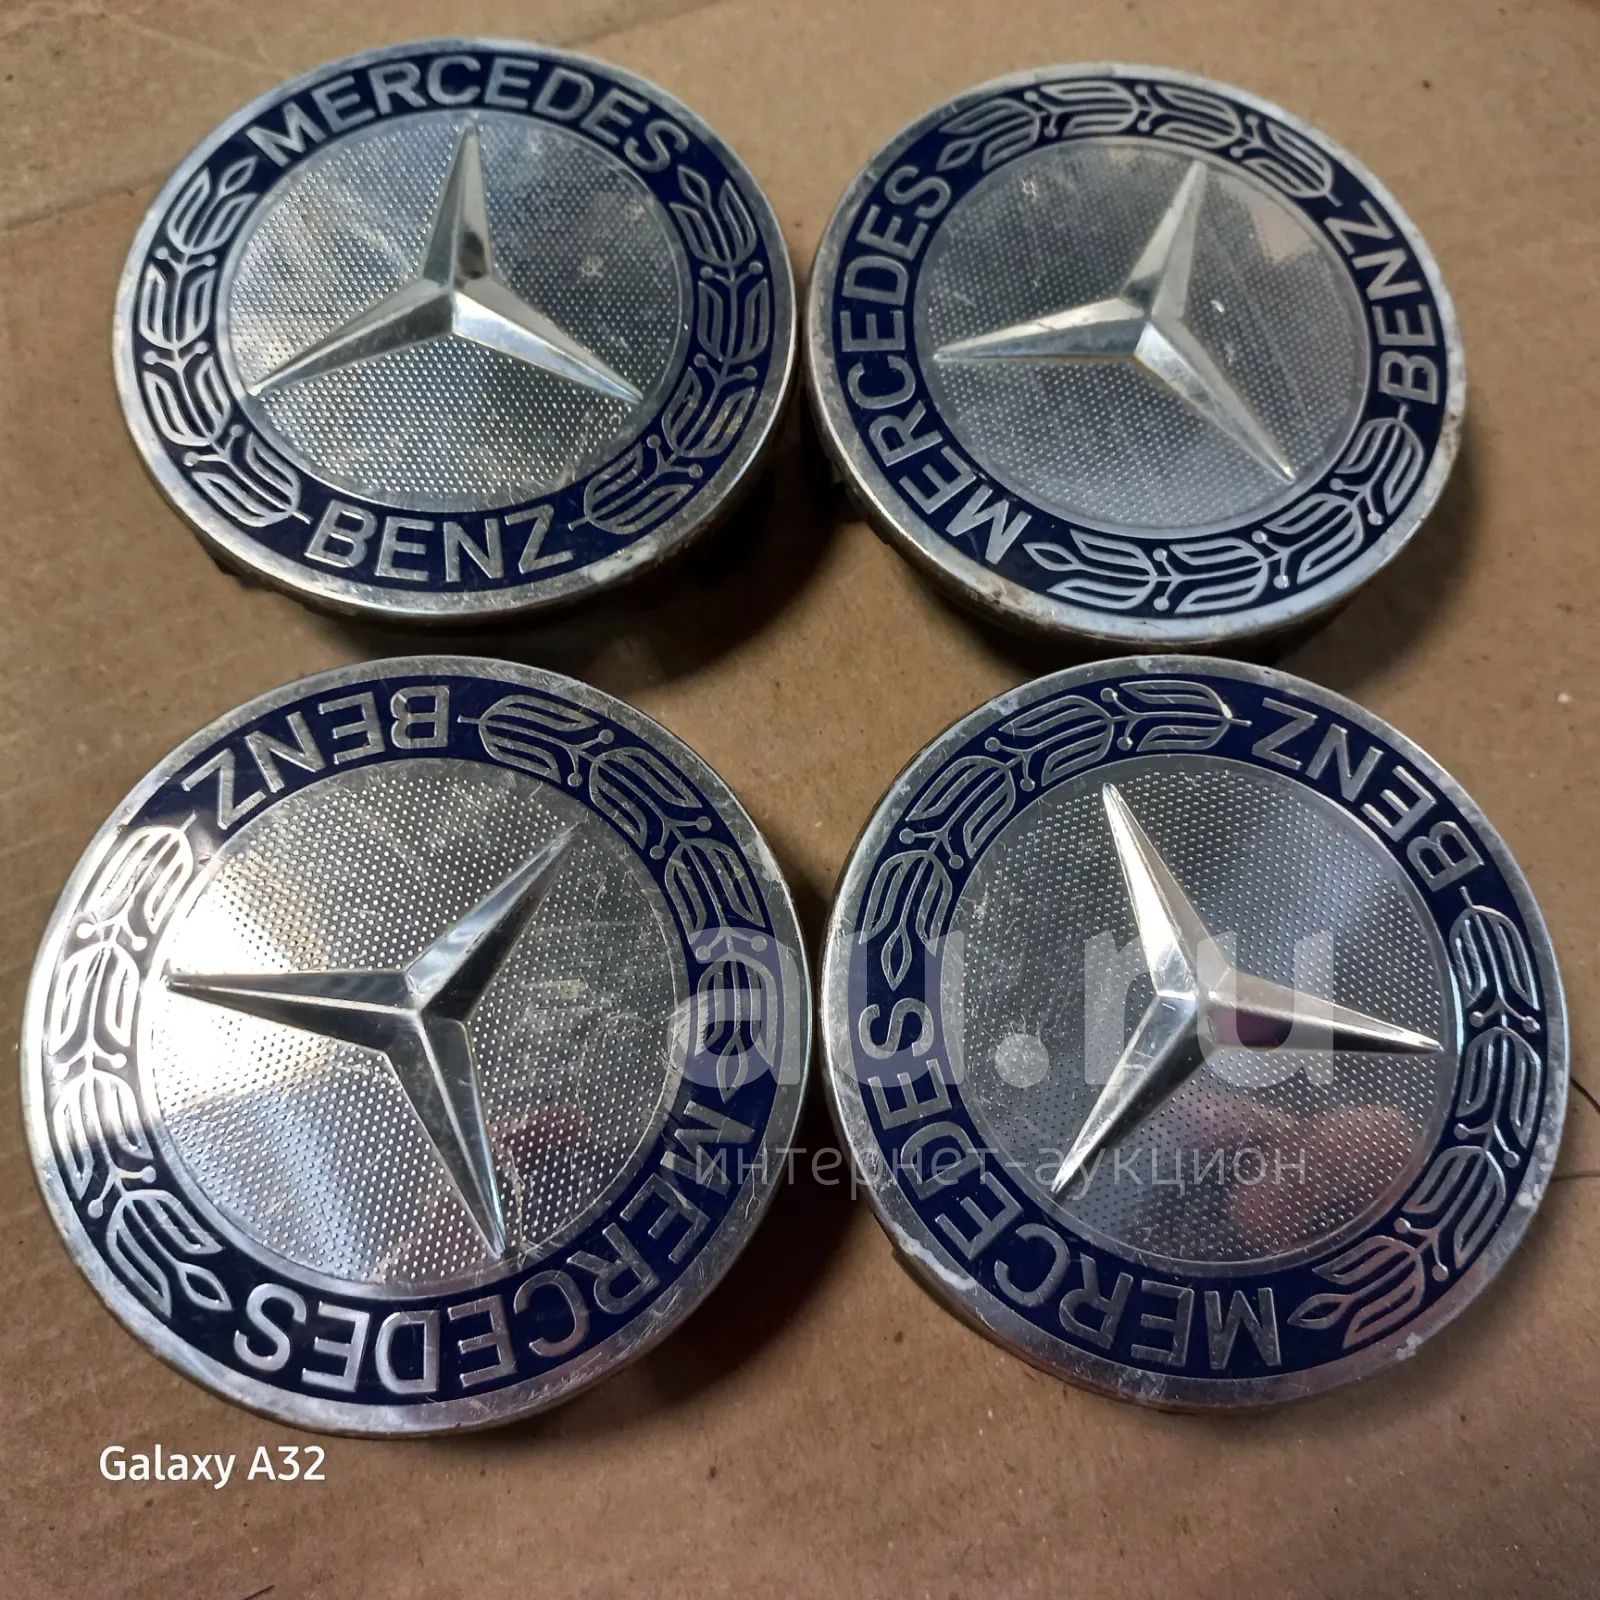 MERCEDES
BENZ
MERCEDES
BENZ
BENZ
MERCEDES
BENZ
MERCEDES
au.ru
интернет-аукцион
Galaxy A32